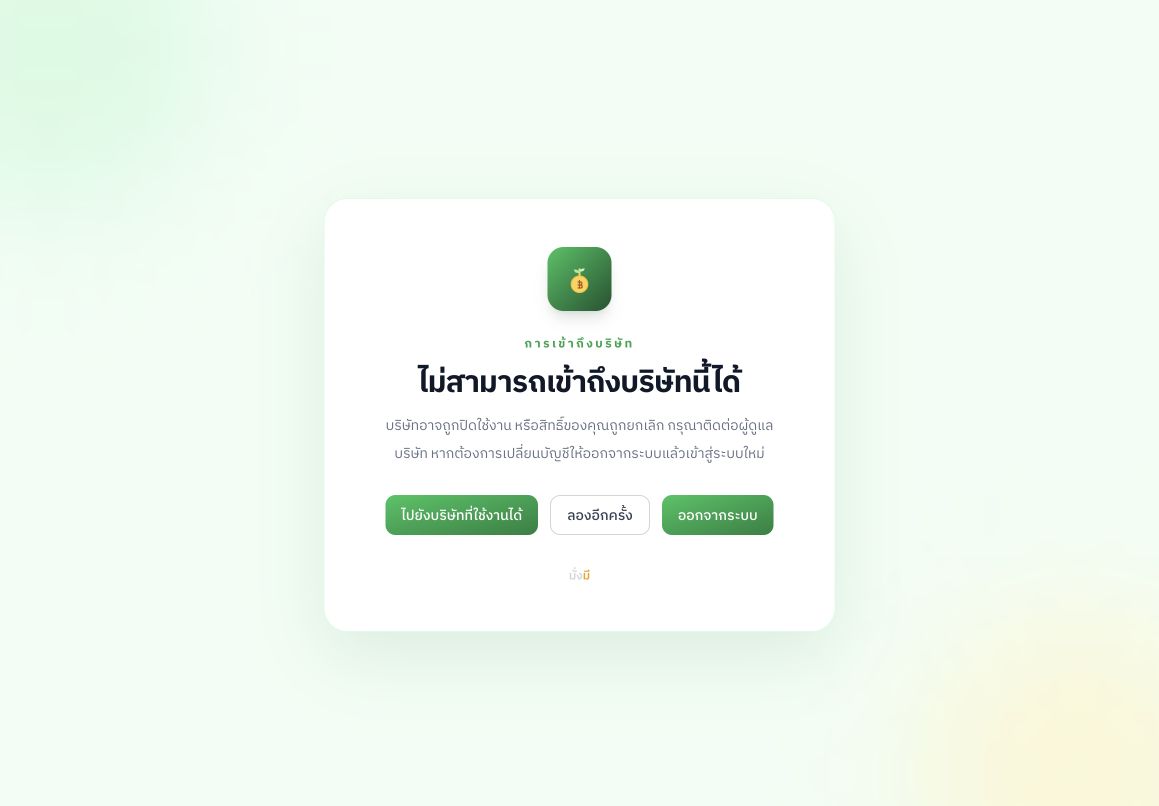 ฿
การเข้าถึงบริษัท
ไม่สามารถเข้าถึงบริษัทนี้ได้
บริษัทอาจถูกปิดใช้งาน หรือสิทธิ์ของคุณถูกยกเลิก กรุณาติดต่อผู้ดูแล
บริษัท หากต้องการเปลี่ยนบัญชีให้ออกจากระบบแล้วเข้าสู่ระบบใหม่
ไปยังบริษัทที่ใช้งานได้ ลองอีกครั้ง ออกจากระบบ
มั่งมี